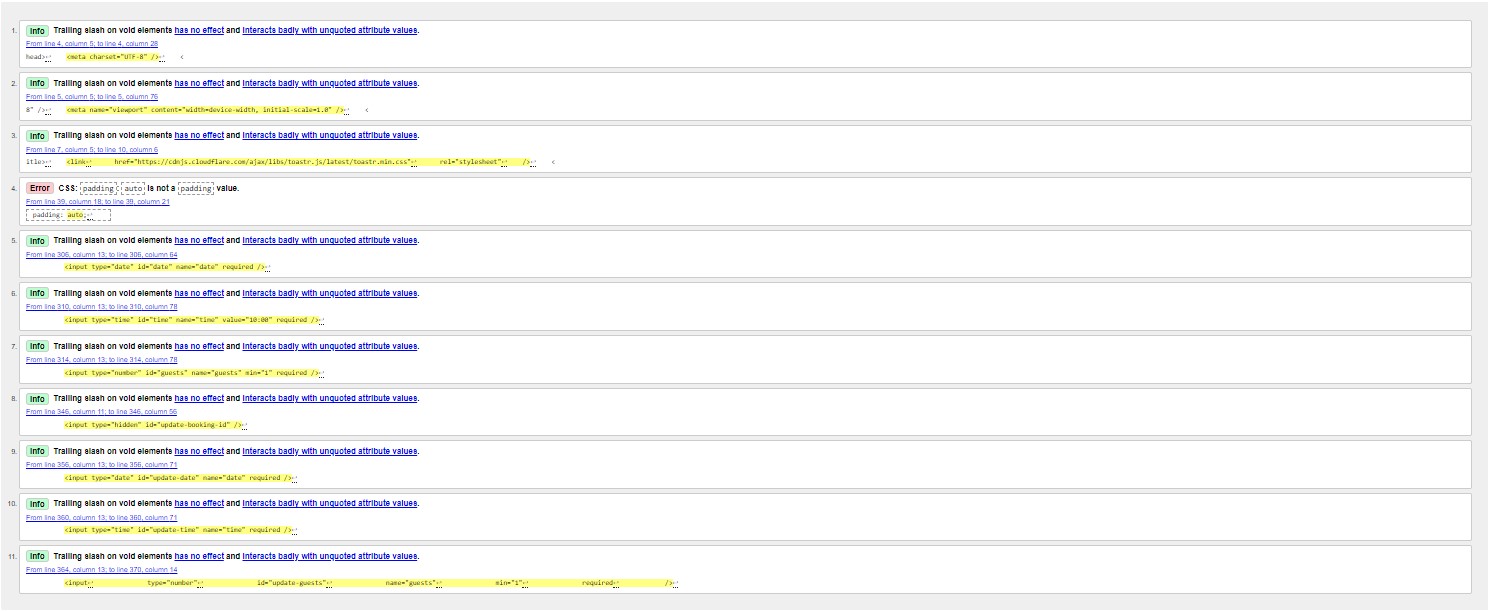 1. Info Trailing slash on void elements has no effect and interacts badly with unquoted attribute values.
From line 4, column 5; to line 4, column 28
head>↩ <meta charset="UTF-8" />↩ <
2. Info Trailing slash on void elements has no effect and interacts badly with unquoted attribute values.
From line 5, column 5; to line 5, column 76
8" />↩ <meta name="viewport" content="width=device-width, initial-scale=1.0" />↩ <
3. Info Trailing slash on void elements has no effect and interacts badly with unquoted attribute values.
From line 7, column 5; to line 10, column 6
itle>↩ <link↩ href="https://cdnjs.cloudflare.com/ajax/libs/toastr.js/latest/toastr.min.css"↩ rel="stylesheet"↩ />↩ <
4. Error CSS: padding: auto is not a padding value.
From line 39, column 18; to line 39, column 21
padding: auto;↩
5. Info Trailing slash on void elements has no effect and interacts badly with unquoted attribute values.
From line 306, column 13; to line 306, column 64
<input type="date" id="date" name="date" required />↩
6. Info Trailing slash on void elements has no effect and interacts badly with unquoted attribute values.
From line 310, column 13; to line 310, column 78
<input type="time" id="time" name="time" value="10:00" required />↩
7. Info Trailing slash on void elements has no effect and interacts badly with unquoted attribute values.
From line 314, column 13; to line 314, column 78
<input type="number" id="guests" name="guests" min="1" required />↩
8. Info Trailing slash on void elements has no effect and interacts badly with unquoted attribute values.
From line 346, column 11; to line 346, column 56
<input type="hidden" id="update-booking-id" />↩
9. Info Trailing slash on void elements has no effect and interacts badly with unquoted attribute values.
From line 356, column 13; to line 356, column 71
<input type="date" id="update-date" name="date" required />↩
10. Info Trailing slash on void elements has no effect and interacts badly with unquoted attribute values.
From line 360, column 13; to line 360, column 71
<input type="time" id="update-time" name="time" required />↩
11. Info Trailing slash on void elements has no effect and interacts badly with unquoted attribute values.
From line 364, column 13; to line 370, column 14
<input↩ type="number"↩ id="update-guests"↩ name="guests"↩ min="1"↩ required↩ />↩